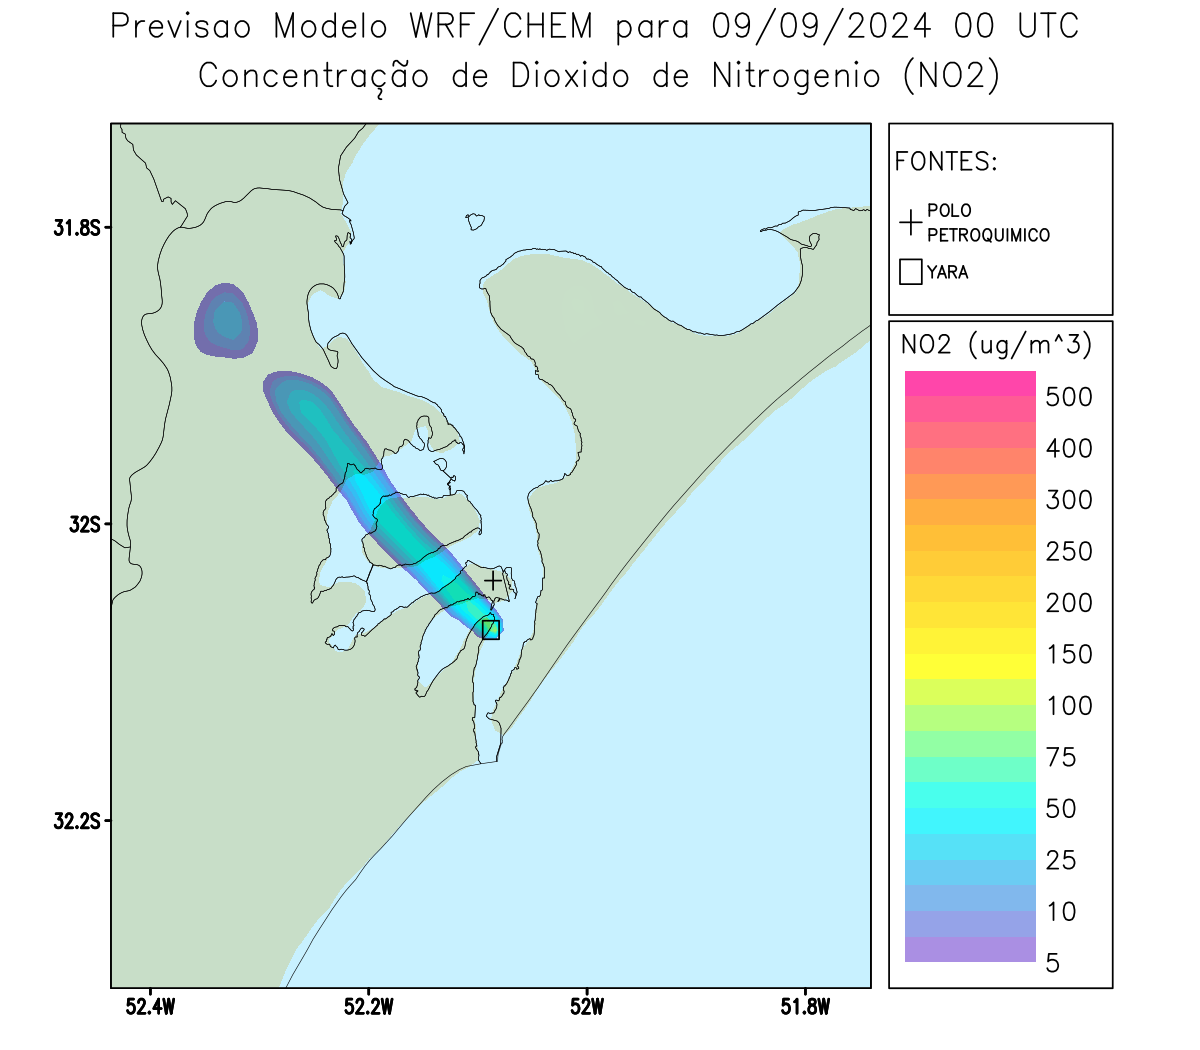 Previsao Modelo WRF/CHEM para 09/09/2024 00 UTC
Concentração de Dioxido de Nitrogenio (NO2)
FONTES:
POLO
PETROQUIMICO
YARA
NO2 (ug/m^3)
500
400
300
250
200
150
100
75
50
25
10
5
31.8S
32S
32.2S
52.4W
52.2W
52W
51.8W